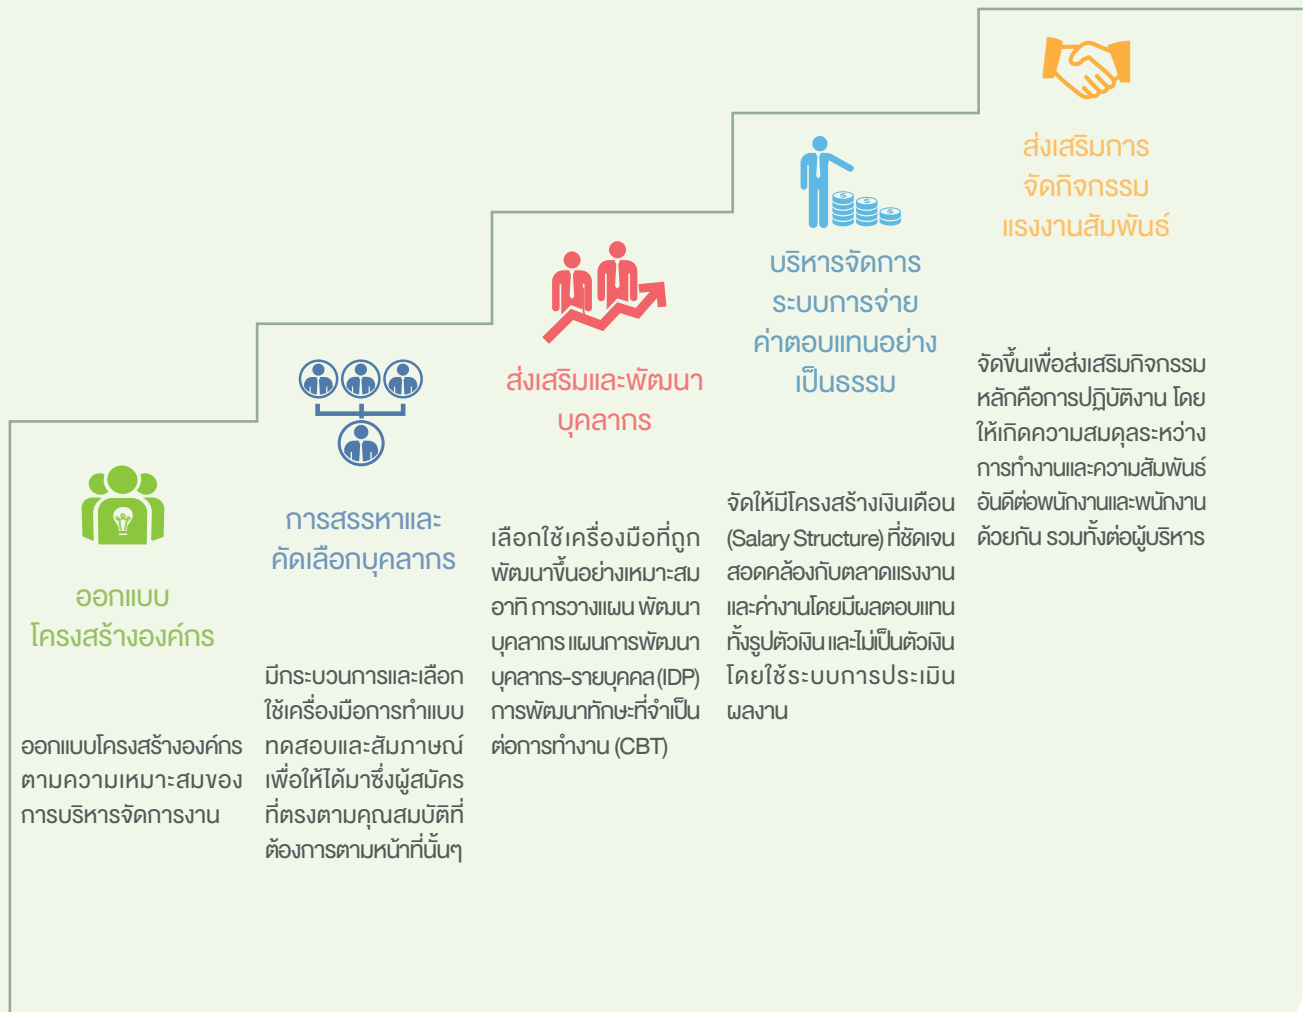 ออกแบบ
โครงสร้างองค์กร
ออกแบบโครงสร้างองค์กร
ตามความเหมาะสมของ
การบริหารจัดการงาน
การสรรหาและ
คัดเลือกบุคลากร
มีกระบวนการและเลือก
ใช้เครื่องมือการทำแบบ
ทดสอบและสัมภาษณ์
เพื่อให้ได้มาซึ่งผู้สมัคร
ที่ตรงตามคุณสมบัติที่
ต้องการตามหน้าที่นั้นๆ
ส่งเสริมและพัฒนา
บุคลากร
เลือกใช้เครื่องมือที่ถูก
พัฒนาขึ้นอย่างเหมาะสม
อาทิ การวางแผน พัฒนา
บุคลากร แผนการพัฒนา
บุคลากร-รายบุคคล (IDP)
การพัฒนาทักษะที่จำเป็น
ต่อการทำงาน (CBT)
บริหารจัดการ
ระบบการจ่าย
ค่าตอบแทนอย่าง
เป็นธรรม
จัดให้มีโครงสร้างเงินเดือน
(Salary Structure) ที่ชัดเจน
สอดคล้องกับตลาดแรงงาน
และค่างานโดยมีผลตอบแทน
ทั้งรูปตัวเงิน และไม่เป็นตัวเงิน
โดยใช้ระบบการประเมิน
ผลงาน
ส่งเสริมการ
จัดกิจกรรม
แรงงานสัมพันธ์
จัดขึ้นเพื่อส่งเสริมกิจกรรม
หลักคือการปฏิบัติงาน โดย
ให้เกิดความสมดุลระหว่าง
การทำงานและความสัมพันธ์
อันดีต่อพนักงานและพนักงาน
ด้วยกัน รวมทั้งต่อผู้บริหาร